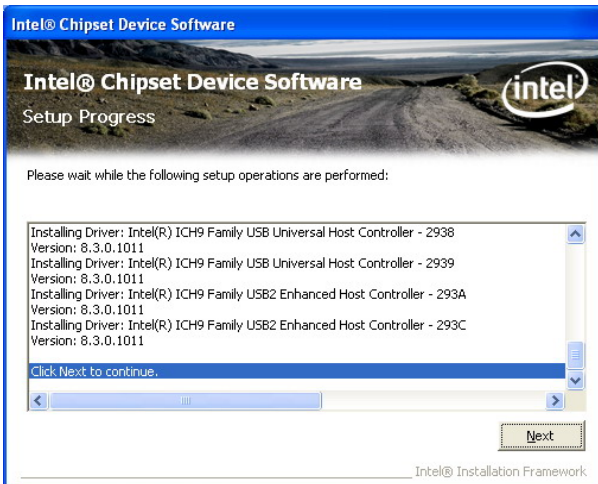 Intel® Chipset Device Software
Intel® Chipset Device Software
intel
Setup Progress
Please wait while the following setup operations are performed:
Installing Driver: Intel(R) ICH9 Family USB Universal Host Controller - 2938
Version: 8.3.0.1011
Installing Driver: Intel(R) ICH9 Family USB Universal Host Controller - 2939
Version: 8.3.0.1011
Installing Driver: Intel(R) ICH9 Family USB2 Enhanced Host Controller - 293A
Version: 8.3.0.1011
Installing Driver: Intel(R) ICH9 Family USB2 Enhanced Host Controller - 293C
Version: 8.3.0.1011
Click Next to continue.
Next
Intel® Installation Framework